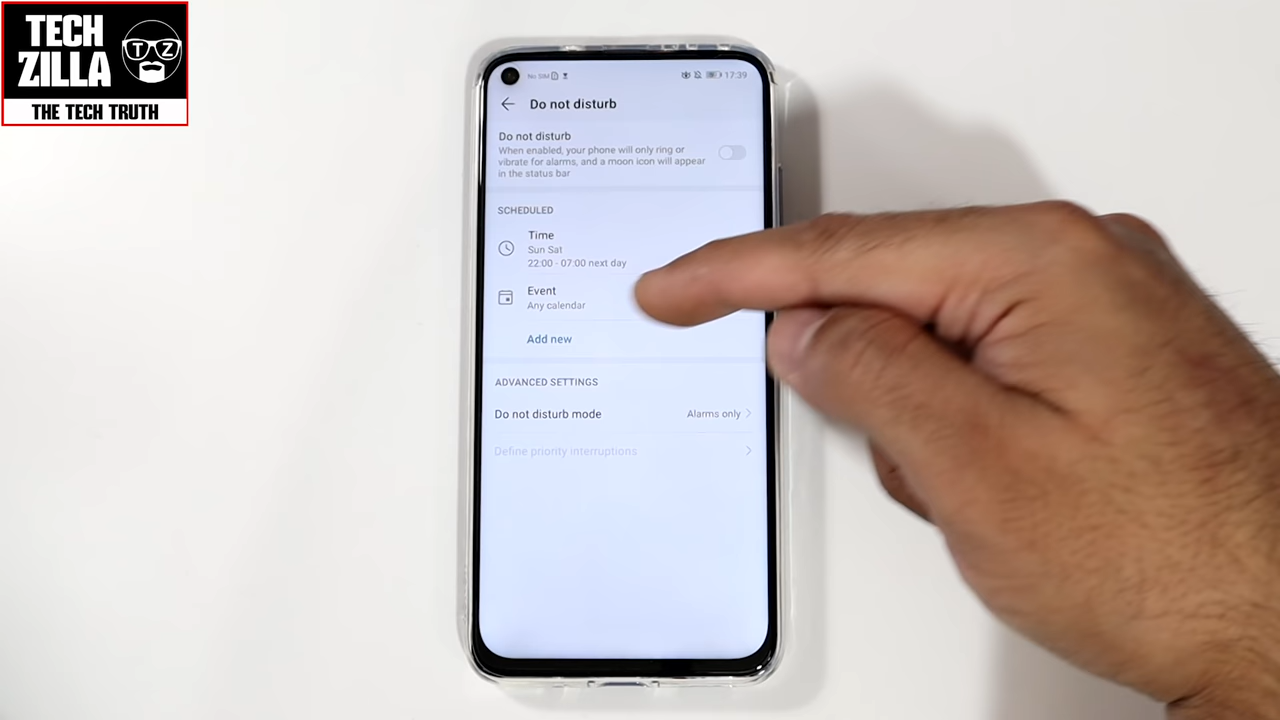 TECH
ZILLA
TZ
THE TECH TRUTH
No SIM
17:39
Do not disturb
Do not disturb
When enabled, your phone will only ring or
vibrate for alarms, and a moon icon will appear
in the status bar
SCHEDULED
Time
Sun Sat
22:00 - 07:00 next day
Event
Any calendar
Add new
ADVANCED SETTINGS
Do not disturb mode
Alarms only
Define priority interruptions